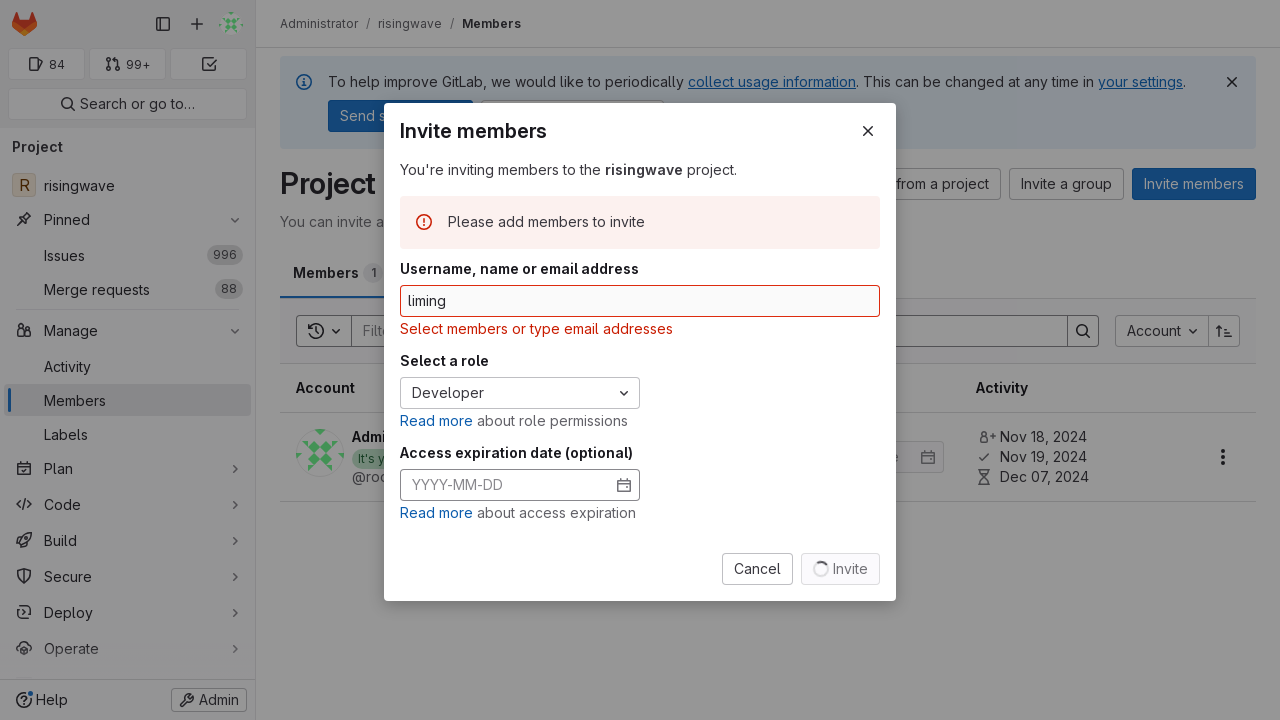 Administrator / risingwave / Members
84
99+
Search or go to…
Project
risingwave
R
Pinned
Issues 996
Merge requests 88
Manage
Activity
Members
Labels
Plan
Code
Build
Secure
Deploy
Operate
Help
Admin
To help improve GitLab, we would like to periodically collect usage information. This can be changed at any time in your settings.
Send s
Project
from a project
Invite a group
Invite members
You can invite a
Members 1
Filte
Account
Account
Activity
Admi
It's y
@roo
Nov 18, 2024
Nov 19, 2024
Dec 07, 2024
Invite members
You're inviting members to the risingwave project.
Please add members to invite
Username, name or email address
liming
Select members or type email addresses
Select a role
Developer
Read more about role permissions
Access expiration date (optional)
YYYY-MM-DD
Read more about access expiration
Cancel
Invite